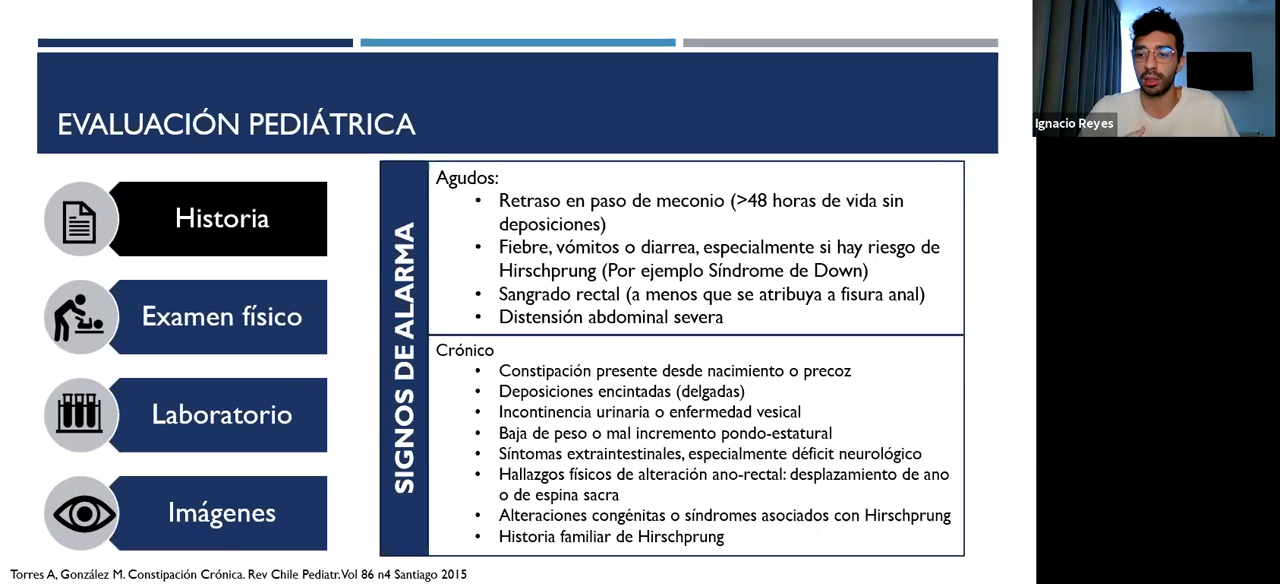 EVALUACIÓN PEDIÁTRICA
Ignacio Reyes
Historia
Examen físico
Laboratorio
Imágenes
SIGNOS DE ALARMA
Agudos:
• Retraso en paso de meconio (>48 horas de vida sin
deposiciones)
• Fiebre, vómitos o diarrea, especialmente si hay riesgo de
Hirschprung (Por ejemplo Síndrome de Down)
• Sangrado rectal (a menos que se atribuya a fisura anal)
• Distensión abdominal severa
Crónico
• Constipación presente desde nacimiento o precoz
• Deposiciones encintadas (delgadas)
• Incontinencia urinaria o enfermedad vesical
• Baja de peso o mal incremento pondo-estatural
• Síntomas extraintestinales, especialmente déficit neurológico
• Hallazgos físicos de alteración ano-rectal: desplazamiento de ano
o de espina sacra
• Alteraciones congénitas o síndromes asociados con Hirschprung
• Historia familiar de Hirschprung
Torres A, González M. Constipación Crónica. Rev Chile Pediatr. Vol 86 n4 Santiago 2015